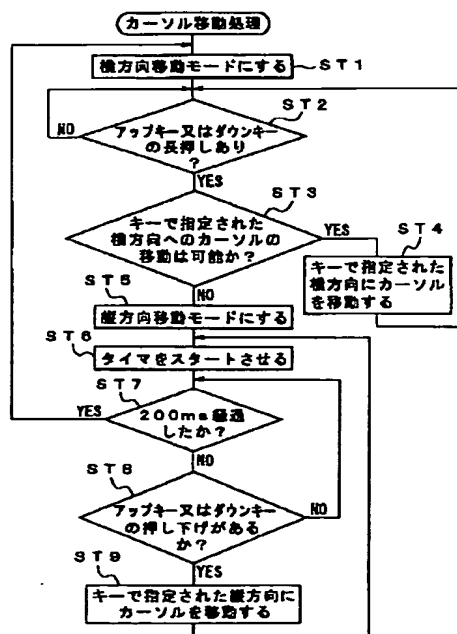 カーソル移動処理
横方向移動モードにする
ST1
ST2
アップキー又はダウンキー
の長押しあり
?
NO
YES
ST3
キーで指定された
横方向へのカーソルの
移動は可能か?
YES
ST4
キーで指定された
横方向にカーソル
を移動する
NO
ST5
縦方向移動モードにする
ST6
タイマをスタートさせる
ST7
YES
200ms経過
したか?
NO
ST8
アップキー又はダウンキー
の押し下げがある
か?
NO
YES
ST9
キーで指定された縦方向に
カーソルを移動する